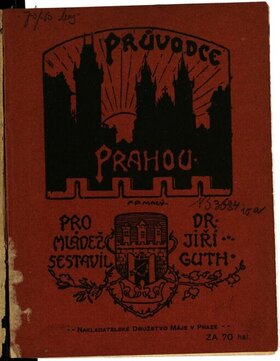 PRŮVODCE
PRAHOU·
PRO
MLÁDEŽ
SESTAVIL
DR·
JIŘÍ
GUTH·
-- NAKLADATELSKÉ DRUŽSTVO MÁJE V PRAZE --
ZA 70 hal.